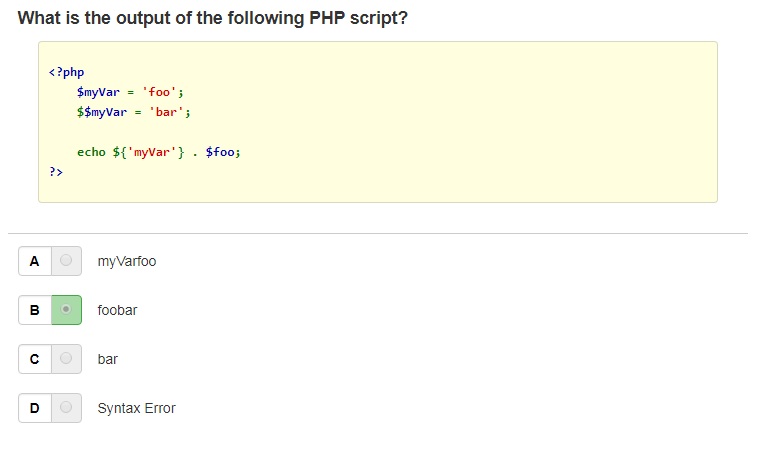 What is the output of the following PHP script?
<?php
$myVar = 'foo';
$$myVar = 'bar';
echo ${'myVar'} . $foo;
?>
A myVarfoo
B foobar
C bar
D Syntax Error